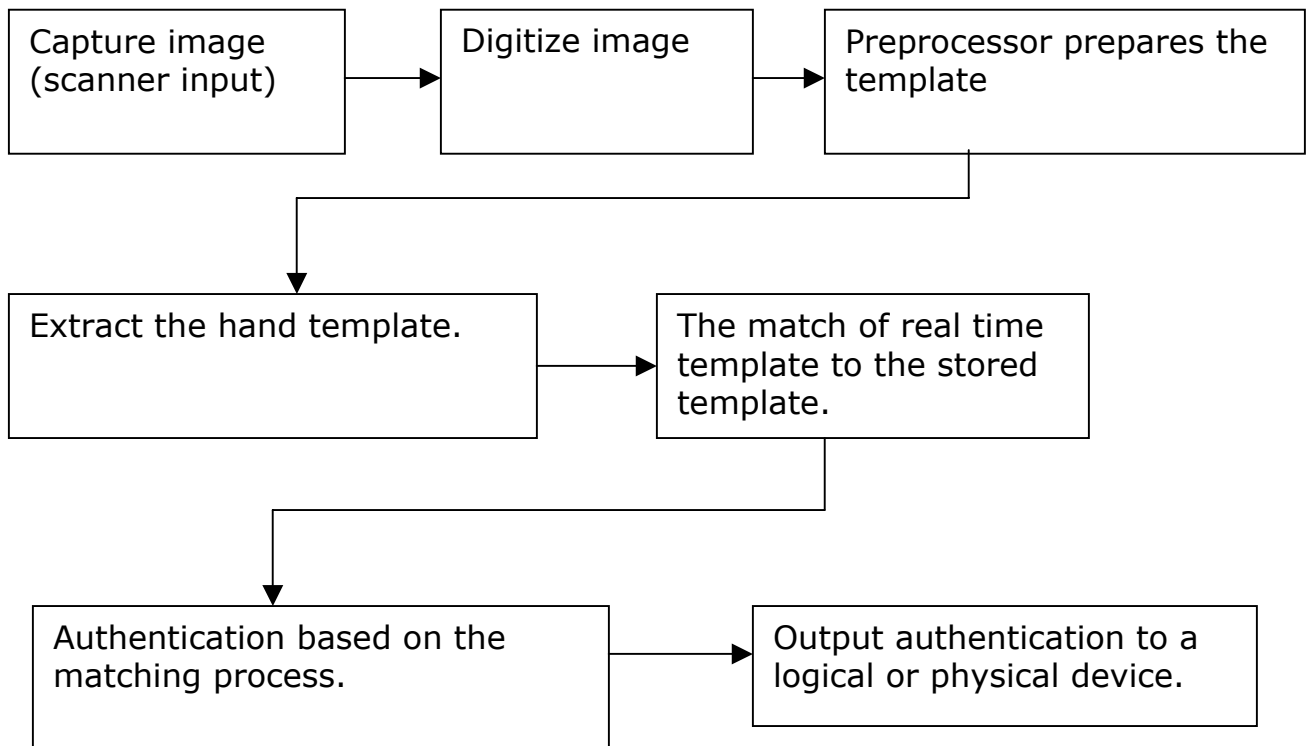 Capture image
(scanner input)
Digitize image
Preprocessor prepares the
template
Extract the hand template.
The match of real time
template to the stored
template.
Authentication based on the
matching process.
Output authentication to a
logical or physical device.